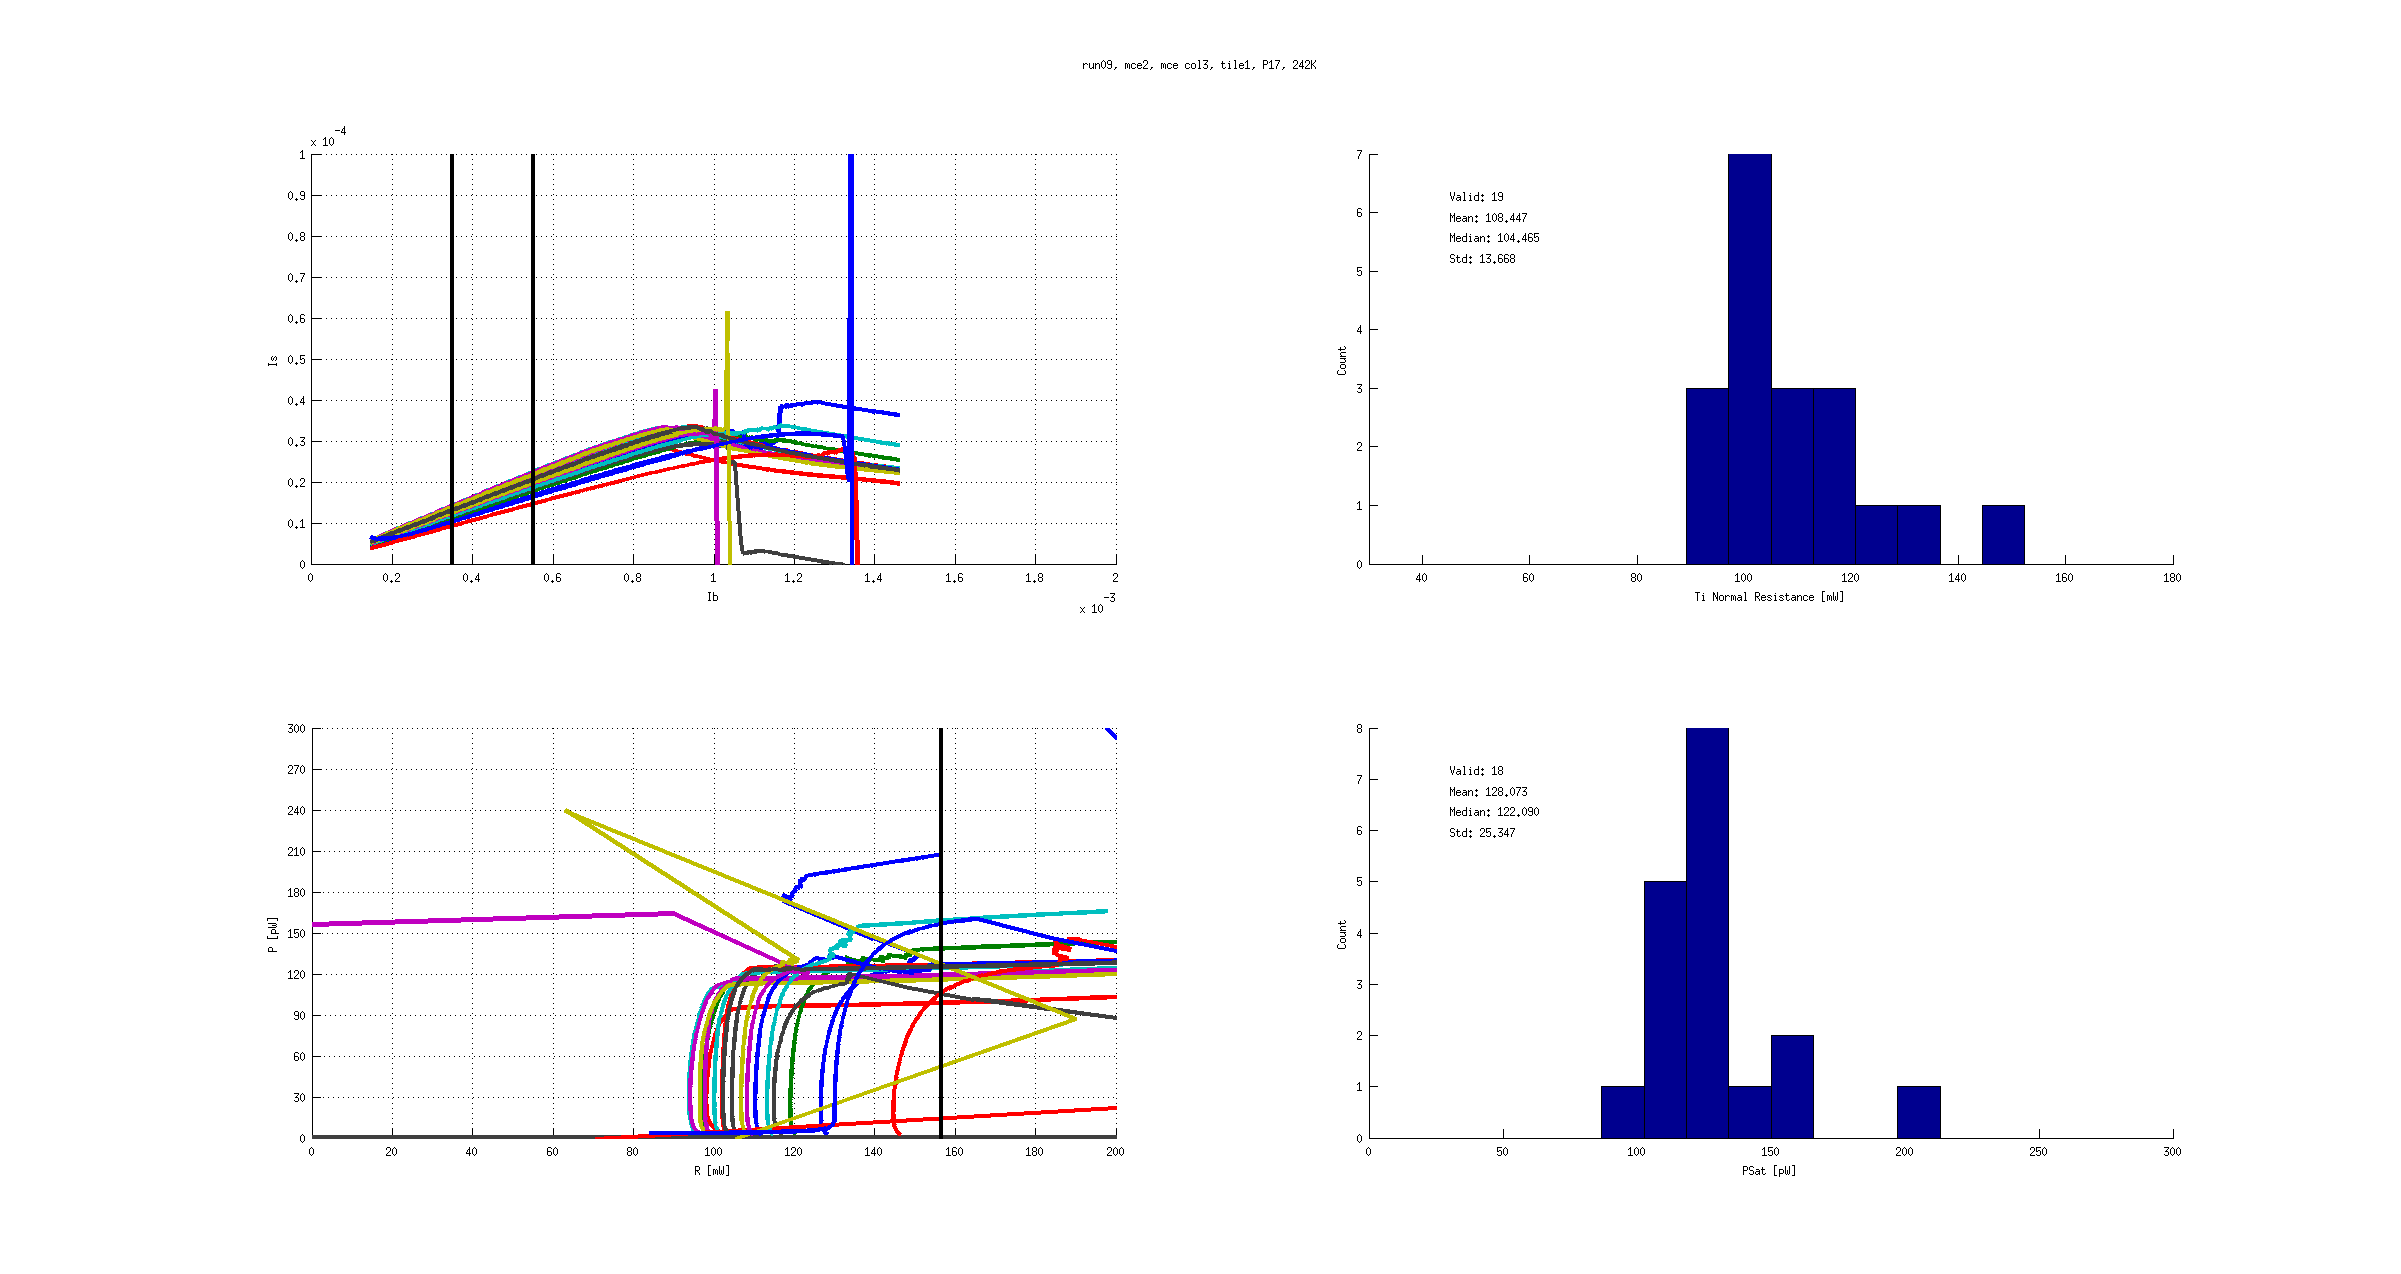 run09, mce2, mce col3, tile1, P17, 242K
x 10^-4
1
0.9
0.8
0.7
0.6
0.5
0.4
0.3
0.2
0.1
0
Is
0 0.2 0.4 0.6 0.8 1 1.2 1.4 1.6 1.8 2
Ib
x 10^-3
7
6
5
4
3
2
1
0
Count
Valid: 19
Mean: 108.447
Median: 104.465
Std: 13.668
40 60 80 100 120 140 160 180
Ti Normal Resistance [mW]
300
270
240
210
180
150
120
90
60
30
0
P [pW]
0 20 40 60 80 100 120 140 160 180 200
R [mW]
8
7
6
5
4
3
2
1
0
Count
Valid: 18
Mean: 128.073
Median: 122.090
Std: 25.347
0 50 100 150 200 250 300
PSat [pW]